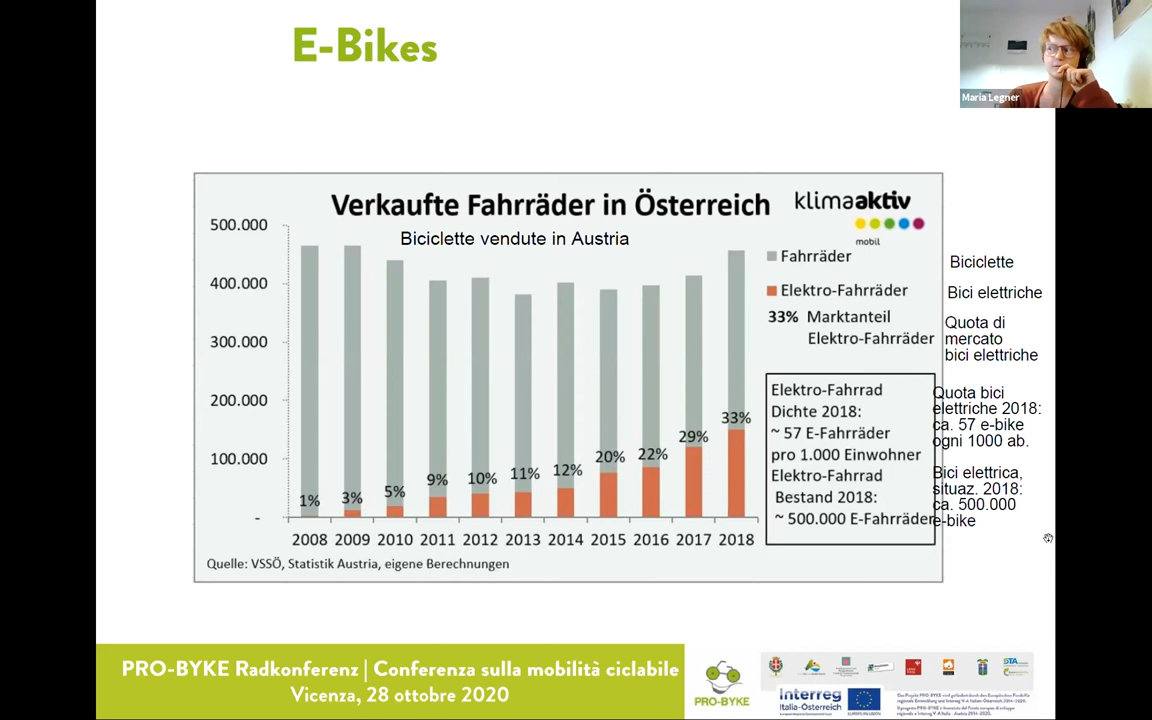 E-Bikes
Maria Legner
Verkaufte Fahrräder in Österreich
Biciclette vendute in Austria
klimaaktiv
mobil
500.000
400.000
300.000
200.000
100.000
-
1%
3%
5%
9%
10%
11%
12%
20%
22%
29%
33%
2008 2009 2010 2011 2012 2013 2014 2015 2016 2017 2018
Quelle: VSSÖ, Statistik Austria, eigene Berechnungen
Fahrräder
Elektro-Fahrräder
33% Marktanteil
Elektro-Fahrräder
Elektro-Fahrrad
Dichte 2018:
~ 57 E-Fahrräder
pro 1.000 Einwohner
Elektro-Fahrrad
Bestand 2018:
~ 500.000 E-Fahrräder
Biciclette
Bici elettriche
Quota di
mercato
bici elettriche
Quota bici
elettriche 2018:
ca. 57 e-bike
ogni 1000 ab.
Bici elettrica,
situaz. 2018:
ca. 500.000
e-bike
PRO-BYKE Radkonferenz | Conferenza sulla mobilità ciclabile
Vicenza, 28 ottobre 2020
PRO-BYKE
Interreg
Italia-Österreich
STA